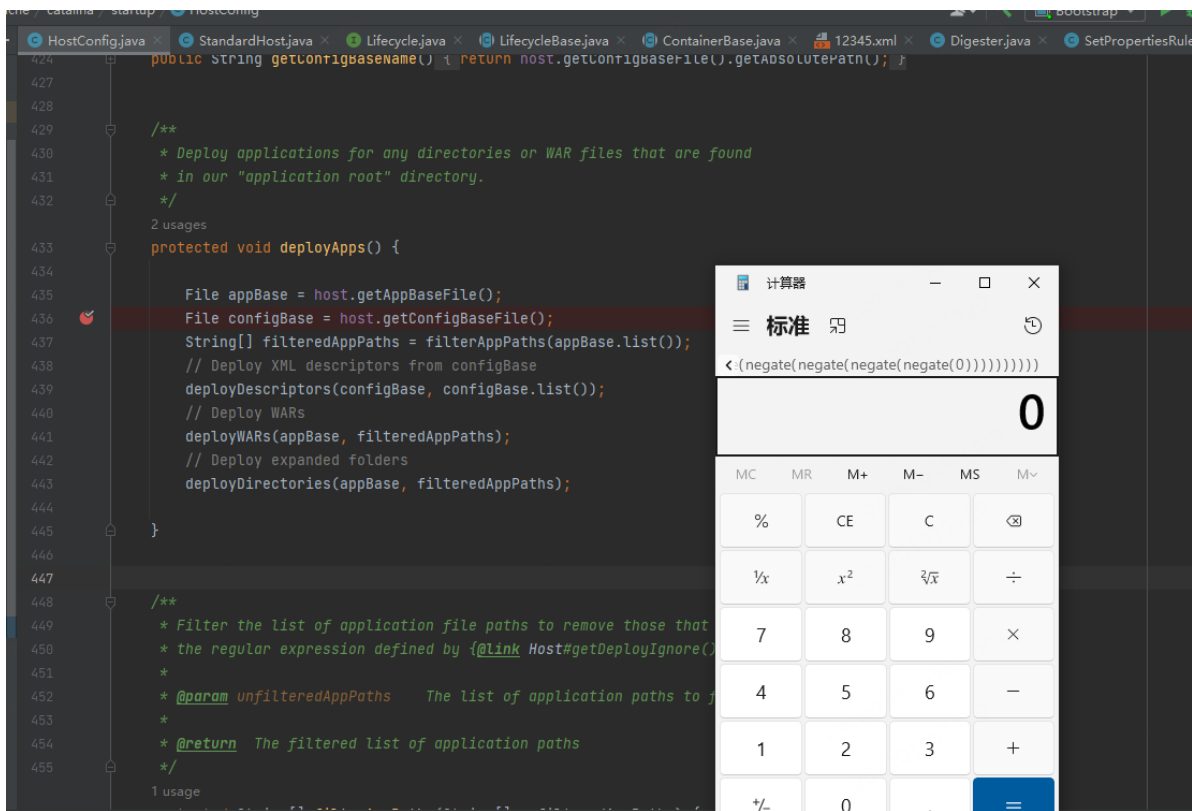 catalina / startup / HostConfig
Bootstrap
HostConfig.java
StandardHost.java
Lifecycle.java
LifecycleBase.java
ContainerBase.java
12345.xml
Digester.java
SetPropertiesRule
424 public String getConfigBaseName() { return host.getConfigBaseFile().getAbsolutePath(); }
427
428
429 /**
430 * Deploy applications for any directories or WAR files that are found
431 * in our "application root" directory.
432 */
2 usages
433 protected void deployApps() {
434
435 File appBase = host.getAppBaseFile();
436 File configBase = host.getConfigBaseFile();
437 String[] filteredAppPaths = filterAppPaths(appBase.list());
438 // Deploy XML descriptors from configBase
439 deployDescriptors(configBase, configBase.list());
440 // Deploy WARs
441 deployWARs(appBase, filteredAppPaths);
442 // Deploy expanded folders
443 deployDirectories(appBase, filteredAppPaths);
444
445 }
446
447
448 /**
449 * Filter the list of application file paths to remove those that
450 * the regular expression defined by {@link Host#getDeployIgnore()
451 *
452 * @param unfilteredAppPaths The list of application paths to f
453 *
454 * @return The filtered list of application paths
455 */
1 usage
计算器
标准
(negate(negate(negate(negate(0))))))))))
0
MC MR M+ M− MS M
% CE C
1/x x² ²√x ÷
7 8 9 ×
4 5 6 −
1 2 3 +
+/− 0 . =